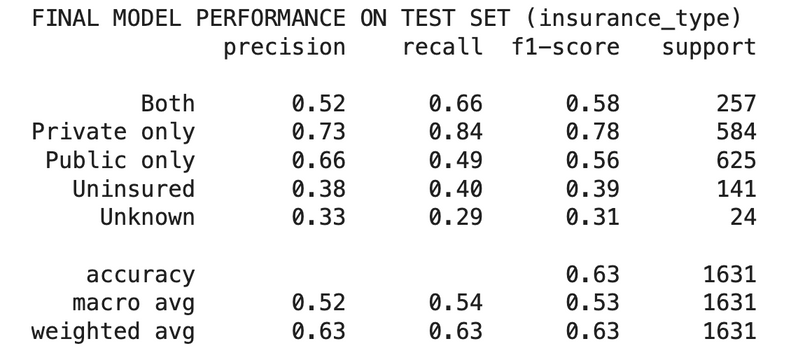 FINAL MODEL PERFORMANCE ON TEST SET (insurance_type)
precision recall f1-score support
Both 0.52 0.66 0.58 257
Private only 0.73 0.84 0.78 584
Public only 0.66 0.49 0.56 625
Uninsured 0.38 0.40 0.39 141
Unknown 0.33 0.29 0.31 24
accuracy 0.63 1631
macro avg 0.52 0.54 0.53 1631
weighted avg 0.63 0.63 0.63 1631